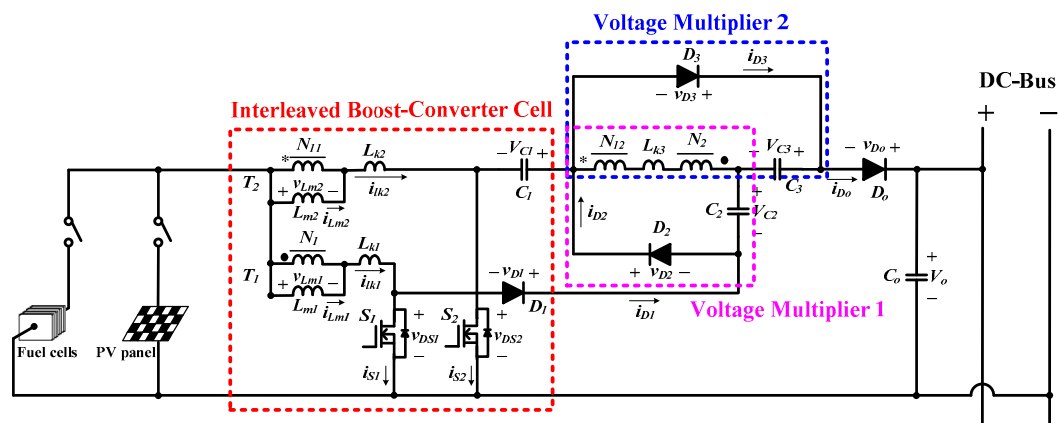 Voltage Multiplier 2
D3
iD3
− vD3 +
DC-Bus
+ −
Interleaved Boost-Converter Cell
N11
Lk2
− VC1 +
N12 Lk3 N2
− VC3 +
− vDo +
*
*
T2
+ vLm2 −
Lm2
iLm2
ilk2
C1
C3
iDo
Do
iD2
C2
+
VC2
−
D2
+ vD2 −
N1
Lk1
T1
+ vLm1 −
Lm1
iLm1
ilk1
− vD1 +
D1
iD1
Voltage Multiplier 1
Co
+
Vo
−
S1
+
vDS1
−
S2
+
vDS2
−
Fuel cells
PV panel
iS1
iS2